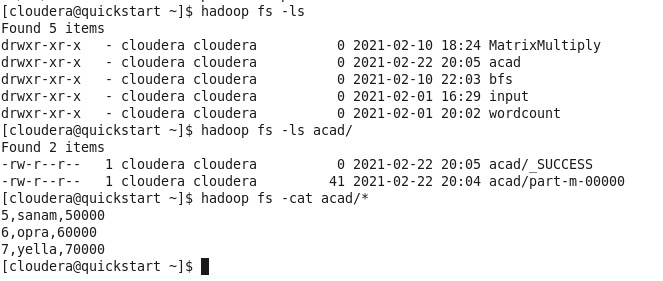 [cloudera@quickstart ~]$ hadoop fs -ls
Found 5 items
drwxr-xr-x   - cloudera cloudera          0 2021-02-10 18:24 MatrixMultiply
drwxr-xr-x   - cloudera cloudera          0 2021-02-22 20:05 acad
drwxr-xr-x   - cloudera cloudera          0 2021-02-10 22:03 bfs
drwxr-xr-x   - cloudera cloudera          0 2021-02-01 16:29 input
drwxr-xr-x   - cloudera cloudera          0 2021-02-01 20:02 wordcount
[cloudera@quickstart ~]$ hadoop fs -ls acad/
Found 2 items
-rw-r--r--   1 cloudera cloudera          0 2021-02-22 20:05 acad/_SUCCESS
-rw-r--r--   1 cloudera cloudera         41 2021-02-22 20:04 acad/part-m-00000
[cloudera@quickstart ~]$ hadoop fs -cat acad/*
5,sanam,50000
6,opra,60000
7,yella,70000
[cloudera@quickstart ~]$